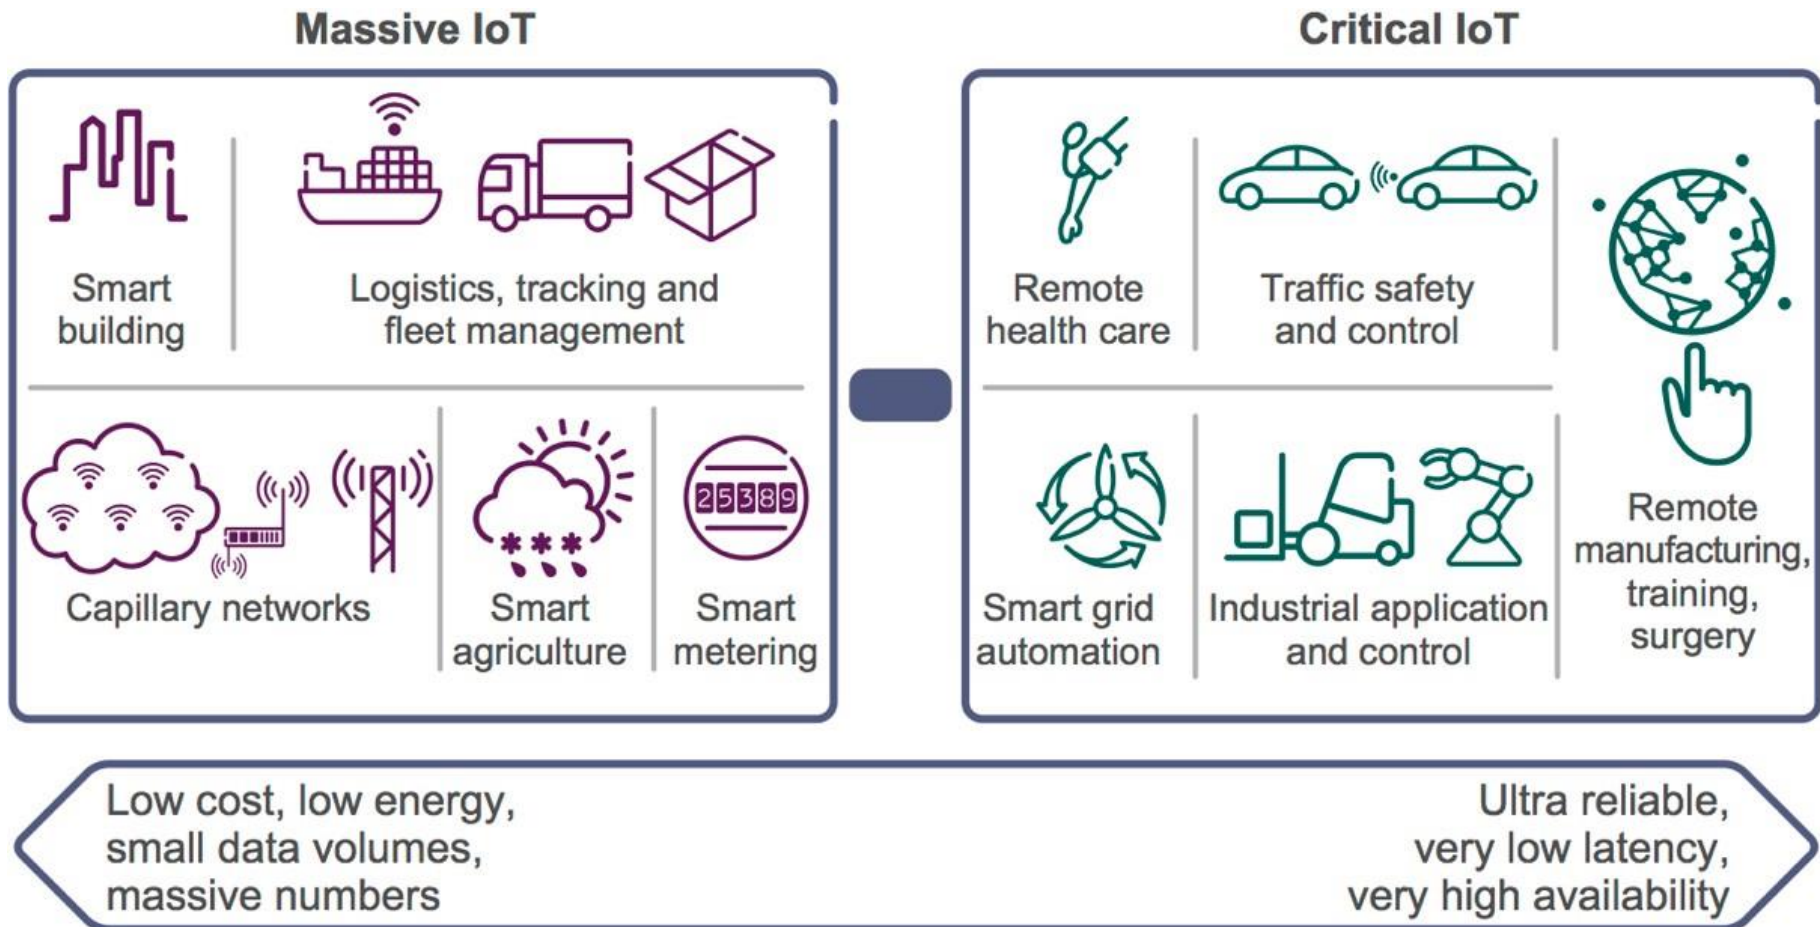 Massive IoT
Critical IoT
Smart
building
Logistics, tracking and
fleet management
Capillary networks
25389
Smart
agriculture
Smart
metering
Remote
health care
Traffic safety
and control
Smart grid
automation
Industrial application
and control
Remote
manufacturing,
training,
surgery
Low cost, low energy,
small data volumes,
massive numbers
Ultra reliable,
very low latency,
very high availability